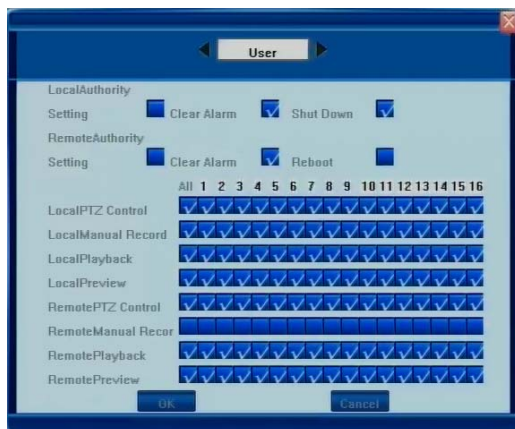 User
LocalAuthority
Setting Clear Alarm Shut Down
RemoteAuthority
Setting Clear Alarm Reboot
All 1 2 3 4 5 6 7 8 9 10 11 12 13 14 15 16
LocalPTZ Control
LocalManual Record
LocalPlayback
LocalPreview
RemotePTZ Control
RemoteManual Recor
RemotePlayback
RemotePreview
OK Cancel